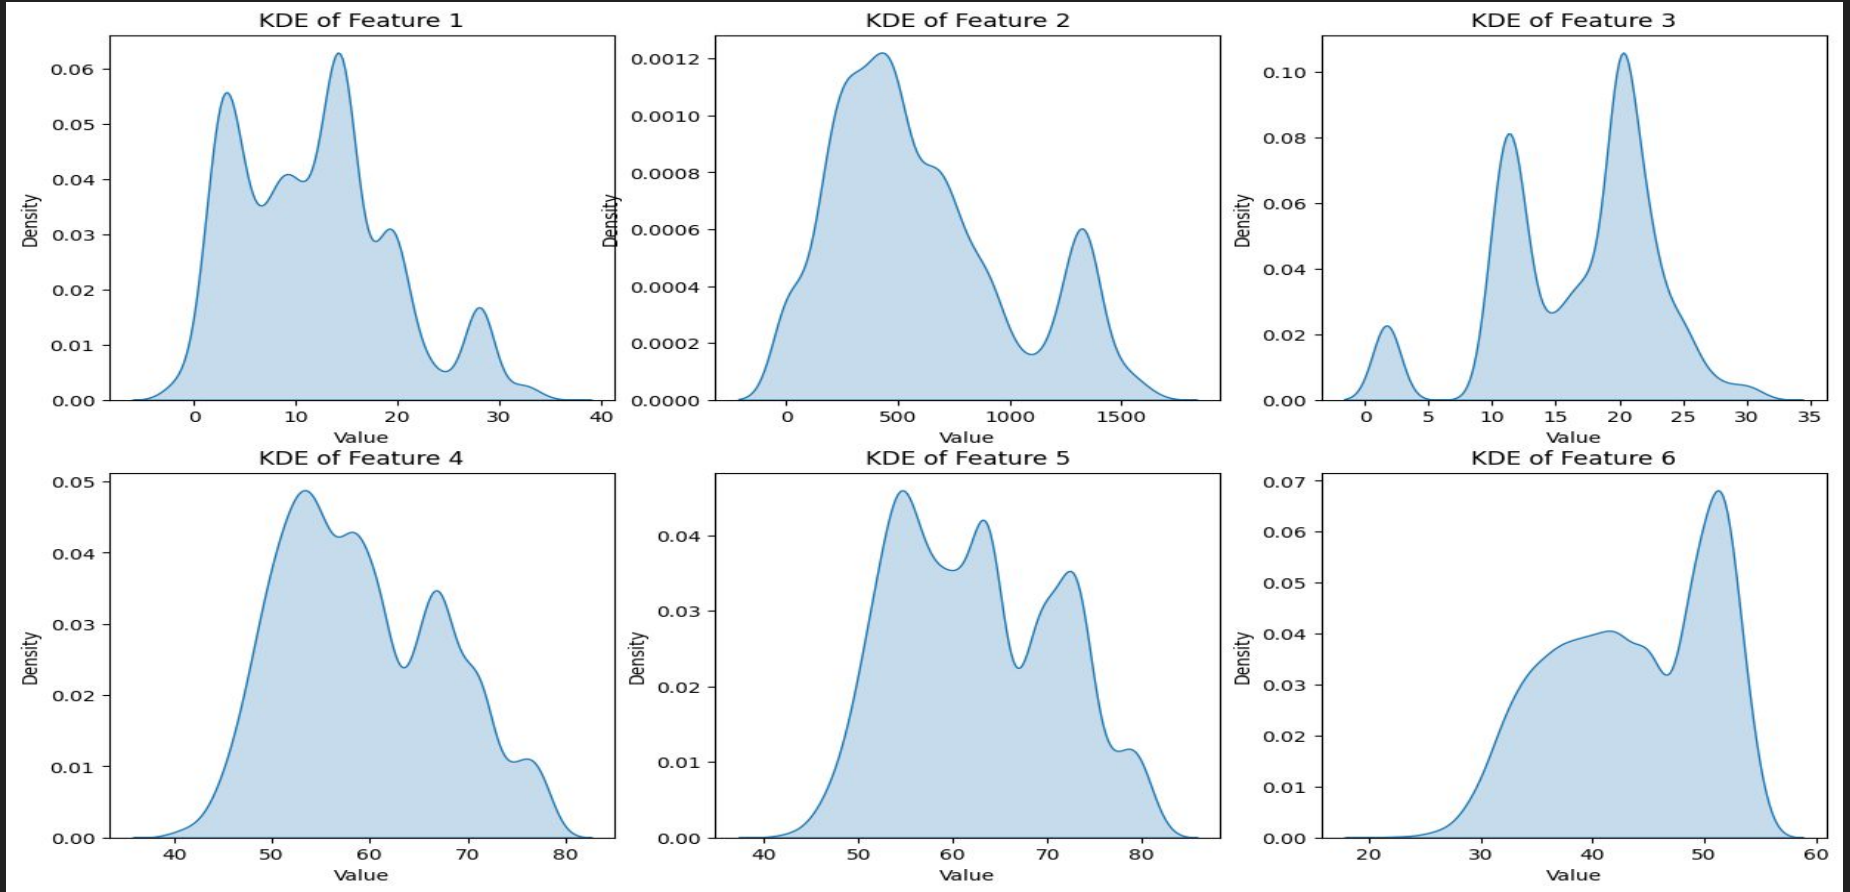 KDE of Feature 1
0.06
0.05
0.04
0.03
0.02
0.01
0.00
Density
0 10 20 30 40
Value
KDE of Feature 2
0.0012
0.0010
0.0008
0.0006
0.0004
0.0002
0.0000
Density
0 500 1000 1500
Value
KDE of Feature 3
0.10
0.08
0.06
0.04
0.02
0.00
Density
0 5 10 15 20 25 30 35
Value
KDE of Feature 4
0.05
0.04
0.03
0.02
0.01
0.00
Density
40 50 60 70 80
Value
KDE of Feature 5
0.04
0.03
0.02
0.01
0.00
Density
40 50 60 70 80
Value
KDE of Feature 6
0.07
0.06
0.05
0.04
0.03
0.02
0.01
0.00
Density
20 30 40 50 60
Value